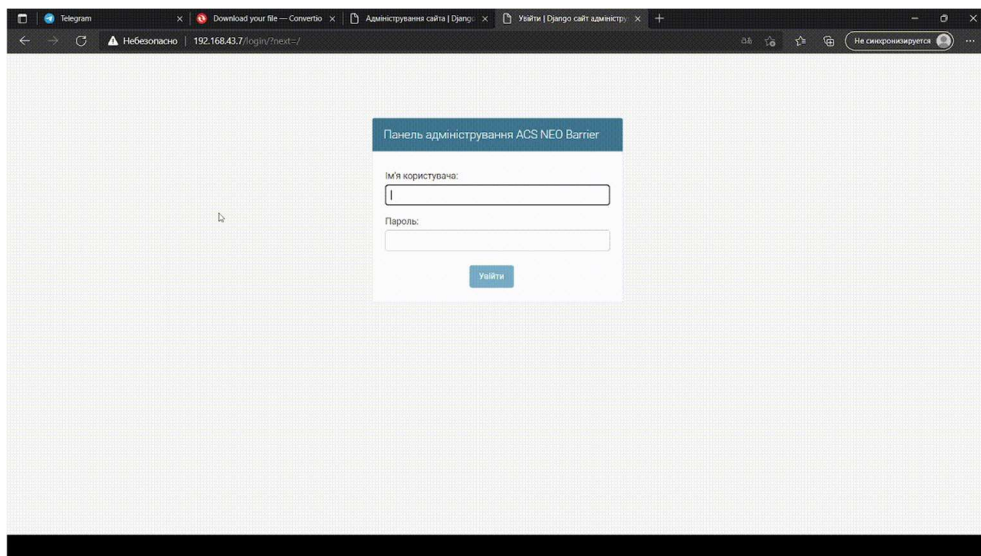 Telegram
Download your file — Convertio
Адміністрування сайта | Django
Увійти | Django сайт адміністру
Небезопасно | 192.168.43.7/login/?next=/
Не синхронизируется
Панель адміністрування ACS NEO Barrier
Ім'я користувача:
Пароль:
Увійти